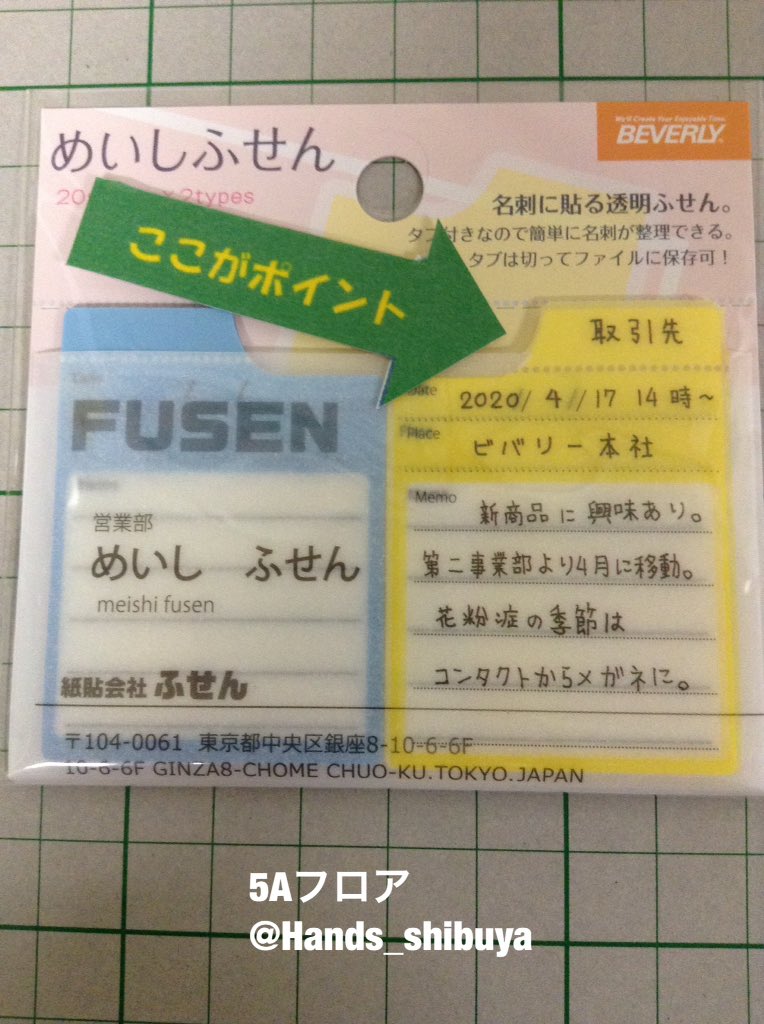 めいしふせん
We'll Create Your Enjoyable Time.
BEVERLY
2types
名刺に貼る透明ふせん。
タブ付きなので簡単に名刺が整理できる。
タブは切ってファイルに保存可！
ここがポイント
FUSEN
営業部
めいし ふせん
meishi fusen
紙貼会社 ふせん
取引先
Date 2020/4/17 14時～
Place ビバリー本社
Memo 新商品に興味あり。
第二事業部より4月に移動。
花粉症の季節は
コンタクトからメガネに。
〒104-0061 東京都中央区銀座8-10-6-6F
10-6-6F GINZA8-CHOME CHUO-KU.TOKYO.JAPAN
5Aフロア
@Hands_shibuya